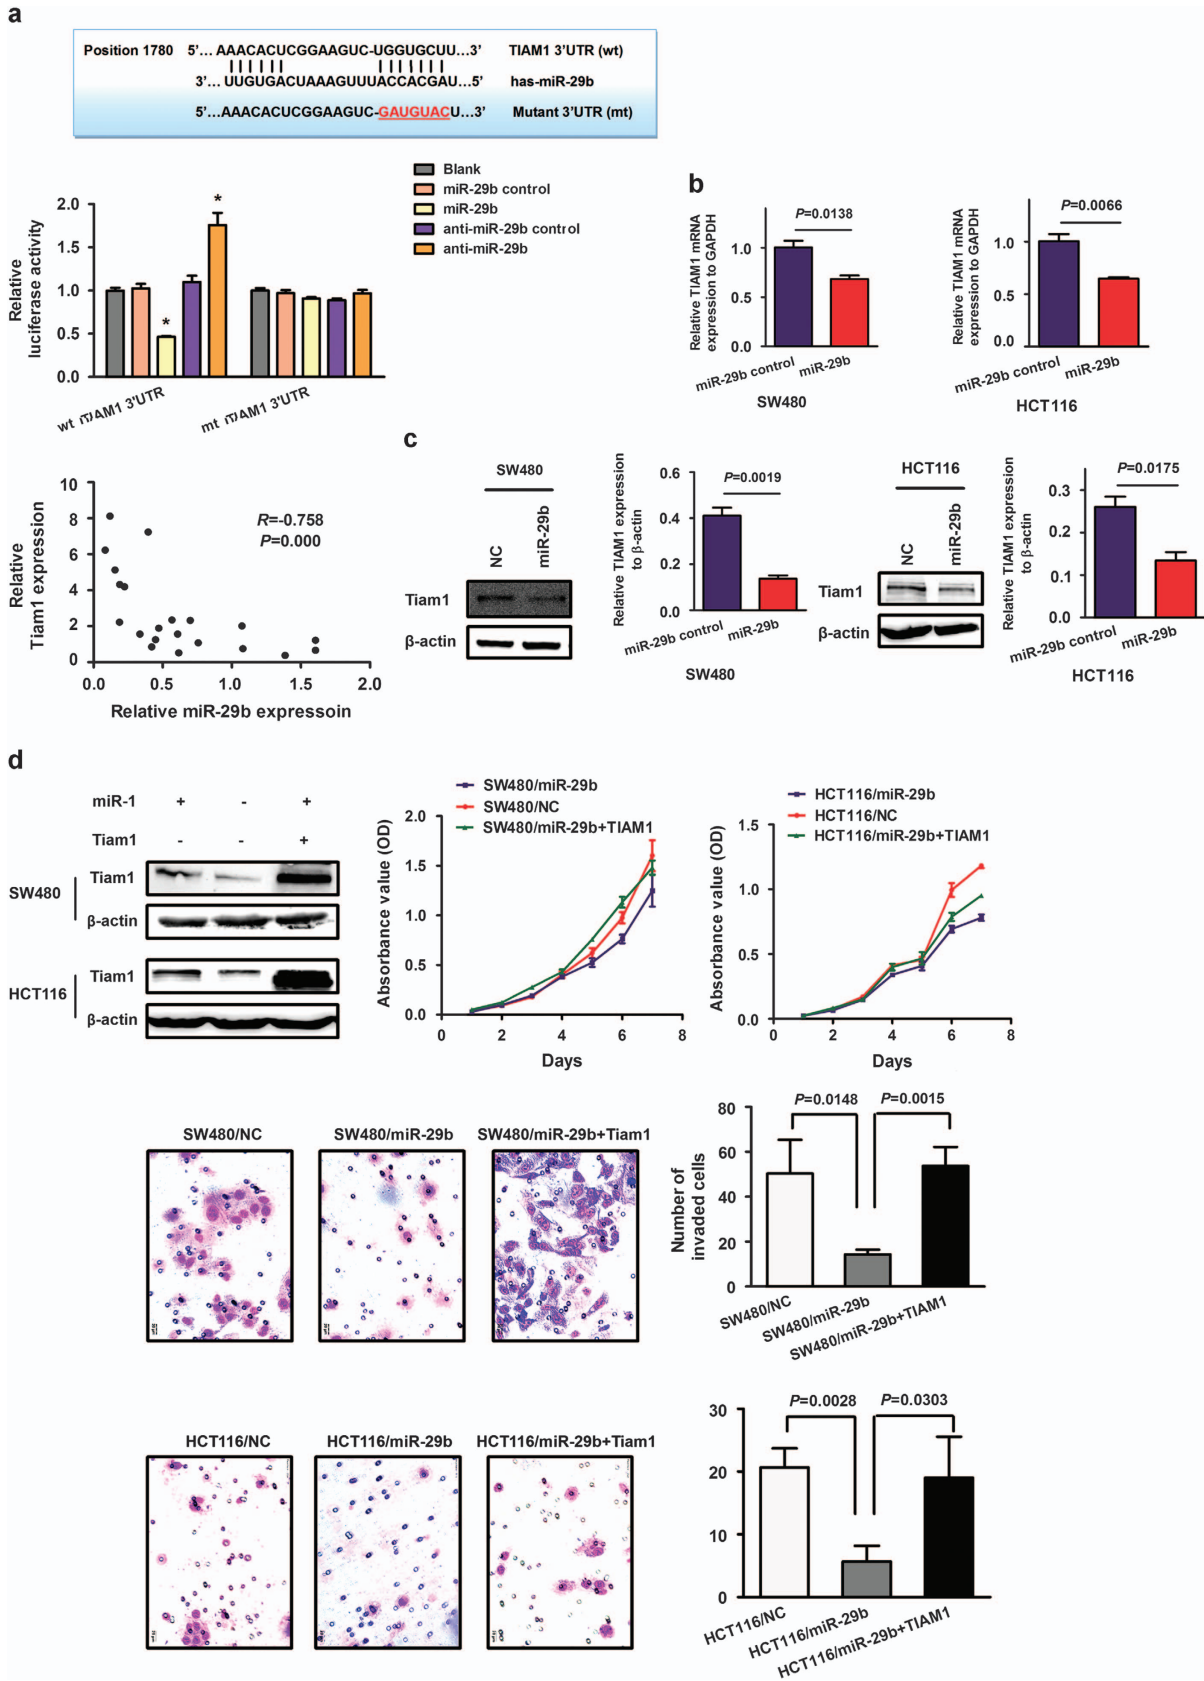 a
Position 1780 5’... AAACACUCGGAAGUC-UGGUGCUU...3’ TIAM1 3’UTR (wt)
3’... UUGUGACUAAAGUUUACCACGAU...5’ has-miR-29b
5’...AAACACUCGGAAGUC-GAUGUACU...3’ Mutant 3’UTR (mt)
Blank
miR-29b control
miR-29b
anti-miR-29b control
anti-miR-29b
Relative
luciferase activity
2.0
1.5
1.0
0.5
0.0
*
*
3’UTR
3’UTR
b
Relative TIAM1 mRNA
expression to GAPDH
P=0.0138
1.0
0.5
0.0
miR-29b control
miR-29b
SW480
Relative TIAM1 mRNA
expression to GAPDH
P=0.0066
1.0
0.5
0.0
miR-29b control
miR-29b
HCT116
Relative
Tiam1 expression
10
8
6
4
2
0
R=-0.758
P=0.000
0.0 0.5 1.0 1.5 2.0
Relative miR-29b expressoin
c
SW480
NC
miR-29b
Tiam1
β-actin
Relative TIAM1 expression
to β-actin
P=0.0019
0.6
0.4
0.2
0.0
miR-29b control
miR-29b
SW480
HCT116
NC
miR-29b
Tiam1
β-actin
Relative TIAM1 expression
to β-actin
P=0.0175
0.3
0.2
0.1
0.0
miR-29b control
miR-29b
HCT116
d
miR-1 + - +
Tiam1 - - +
SW480
Tiam1
β-actin
HCT116
Tiam1
β-actin
SW480/miR-29b
SW480/NC
SW480/miR-29b+TIAM1
Absorbance value (OD)
2.0
1.5
1.0
0.5
0.0
0 2 4 6 8
Days
HCT116/miR-29b
HCT116/NC
HCT116/miR-29b+TIAM1
Absorbance value (OD)
1.5
1.0
0.5
0.0
0 2 4 6 8
Days
SW480/NC
SW480/miR-29b
SW480/miR-29b+Tiam1
Number of
invaded cells
P=0.0148
P=0.0015
80
60
40
20
0
SW480/NC
SW480/miR-29b
SW480/miR-29b+TIAM1
HCT116/NC
HCT116/miR-29b
HCT116/miR-29b+Tiam1
P=0.0028
P=0.0303
30
20
10
0
HCT116/NC
HCT116/miR-29b
HCT116/miR-29b+TIAM1